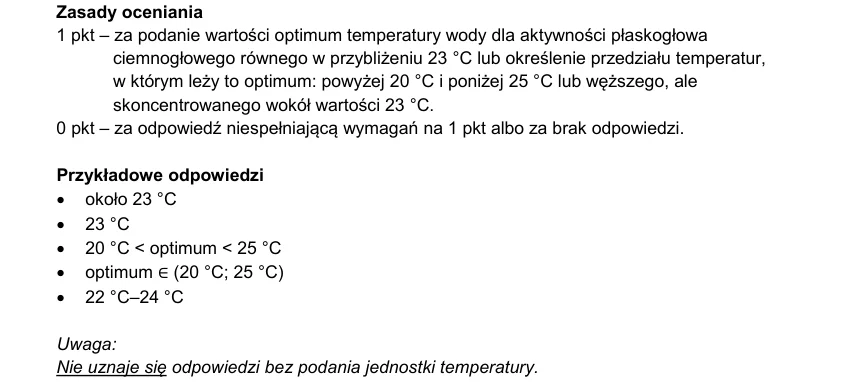 Zasady oceniania
1 pkt – za podanie wartości optimum temperatury wody dla aktywności płaskogłowa
ciemnogłowego równego w przybliżeniu 23 °C lub określenie przedziału temperatur,
w którym leży to optimum: powyżej 20 °C i poniżej 25 °C lub węższego, ale
skoncentrowanego wokół wartości 23 °C.
0 pkt – za odpowiedź niespełniającą wymagań na 1 pkt albo za brak odpowiedzi.
Przykładowe odpowiedzi
• około 23 °C
• 23 °C
• 20 °C < optimum < 25 °C
• optimum ∈ (20 °C; 25 °C)
• 22 °C–24 °C
Uwaga:
Nie uznaje się odpowiedzi bez podania jednostki temperatury.